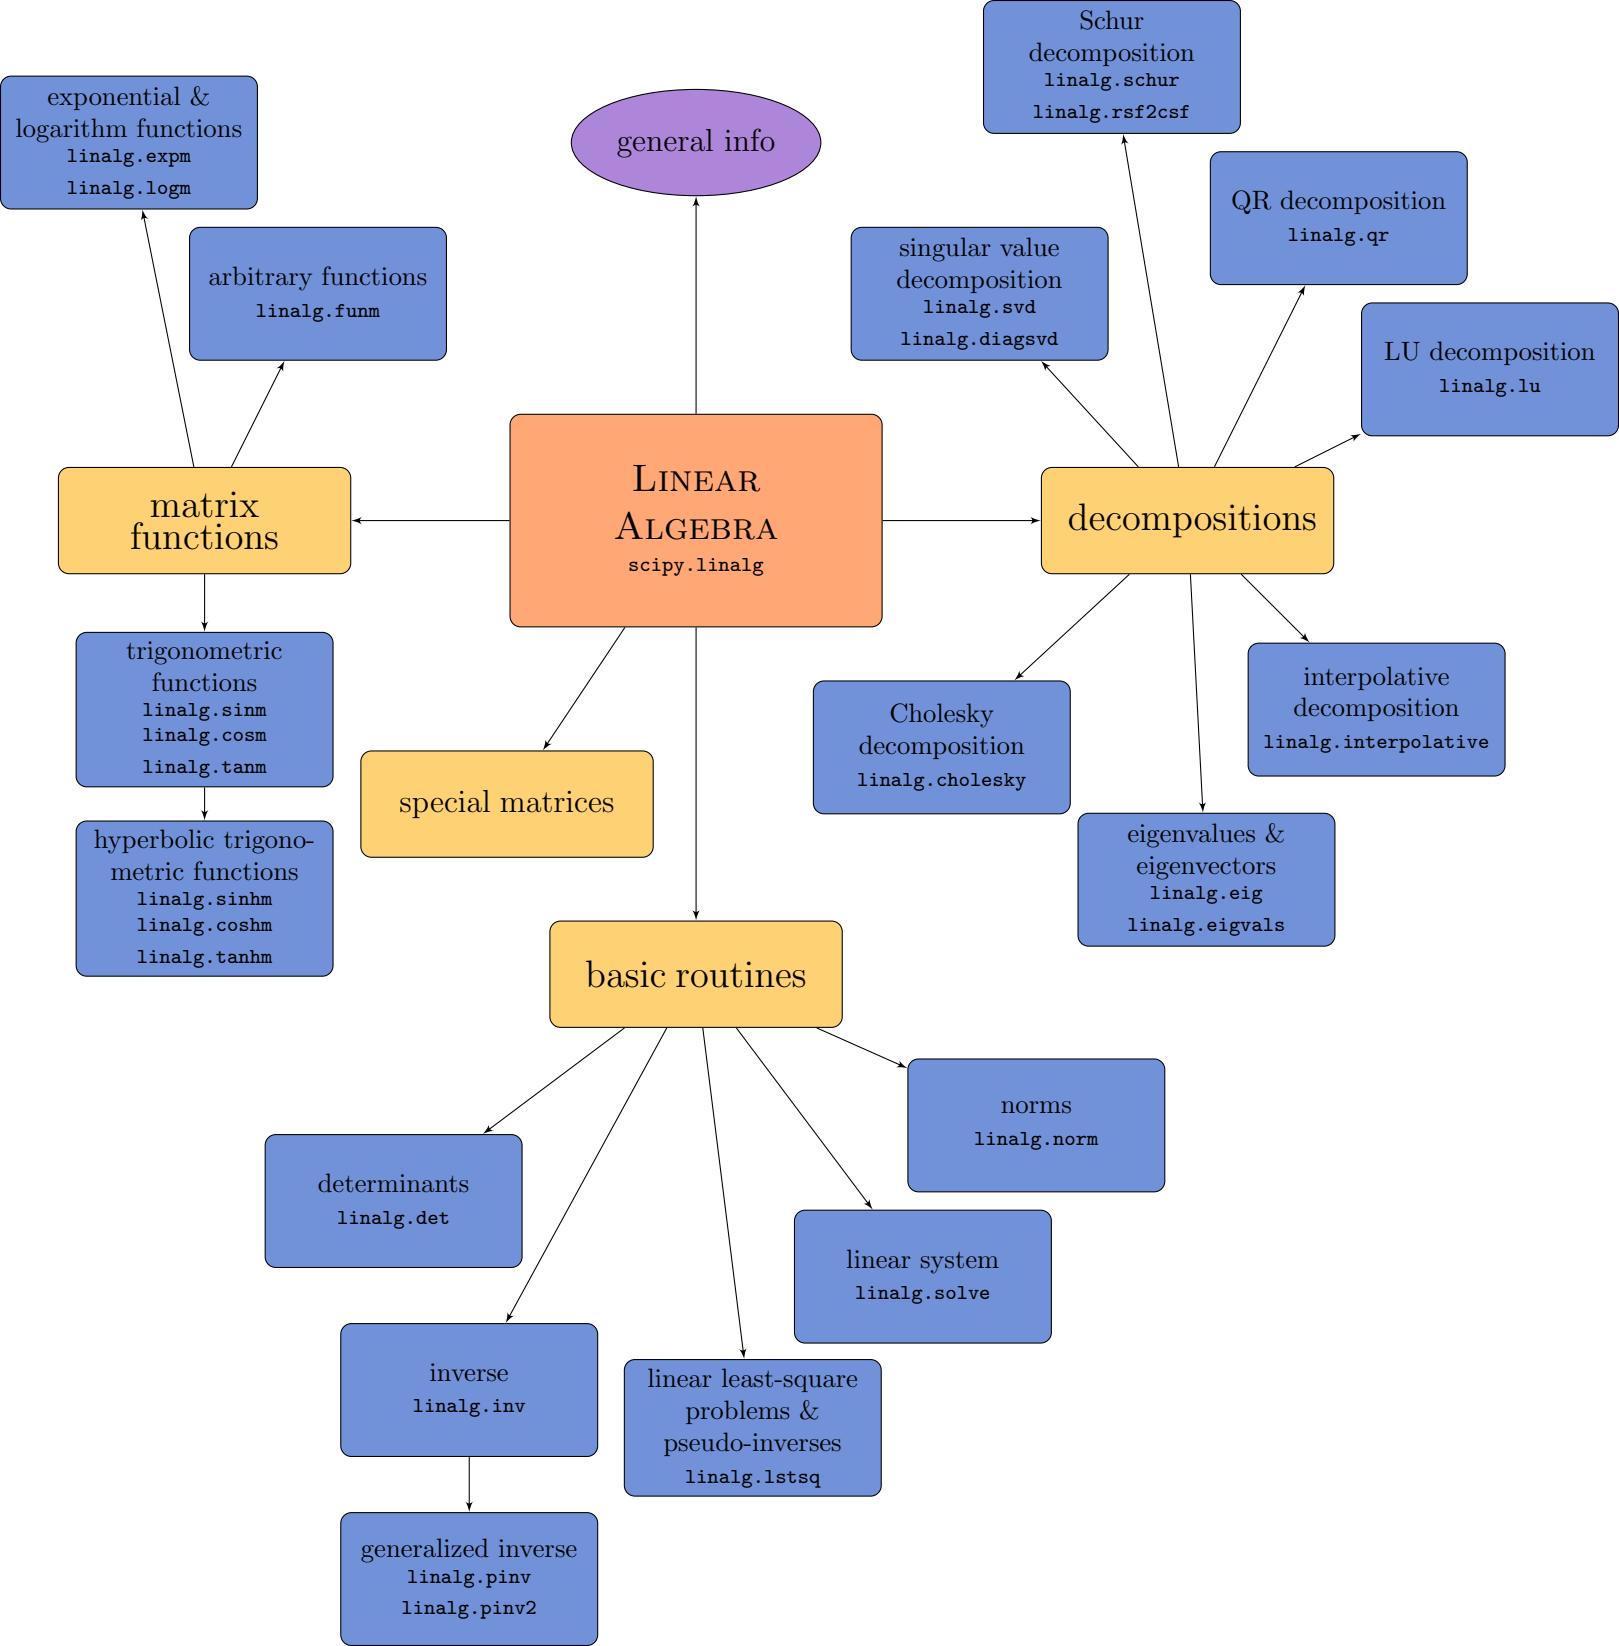 Schur
decomposition
linalg.schur
linalg.rsf2csf
exponential &
logarithm functions
linalg.expm
linalg.logm
general info
QR decomposition
linalg.qr
arbitrary functions
linalg.funm
singular value
decomposition
linalg.svd
linalg.diagsvd
LU decomposition
linalg.lu
matrix
functions
LINEAR
ALGEBRA
scipy.linalg
decompositions
trigonometric
functions
linalg.sinm
linalg.cosm
linalg.tanm
special matrices
Cholesky
decomposition
linalg.cholesky
interpolative
decomposition
linalg.interpolative
hyperbolic trigono-
metric functions
linalg.sinhm
linalg.coshm
linalg.tanhm
eigenvalues &
eigenvectors
linalg.eig
linalg.eigvals
basic routines
norms
linalg.norm
determinants
linalg.det
linear system
linalg.solve
inverse
linalg.inv
linear least-square
problems &
pseudo-inverses
linalg.lstsq
generalized inverse
linalg.pinv
linalg.pinv2